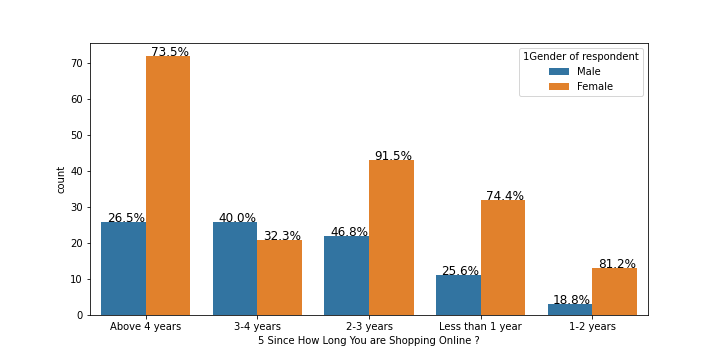 1Gender of respondent
Male
Female
count
70
60
50
40
30
20
10
0
26.5%
73.5%
40.0%
32.3%
46.8%
91.5%
25.6%
74.4%
18.8%
81.2%
Above 4 years
3-4 years
2-3 years
Less than 1 year
1-2 years
5 Since How Long You are Shopping Online ?